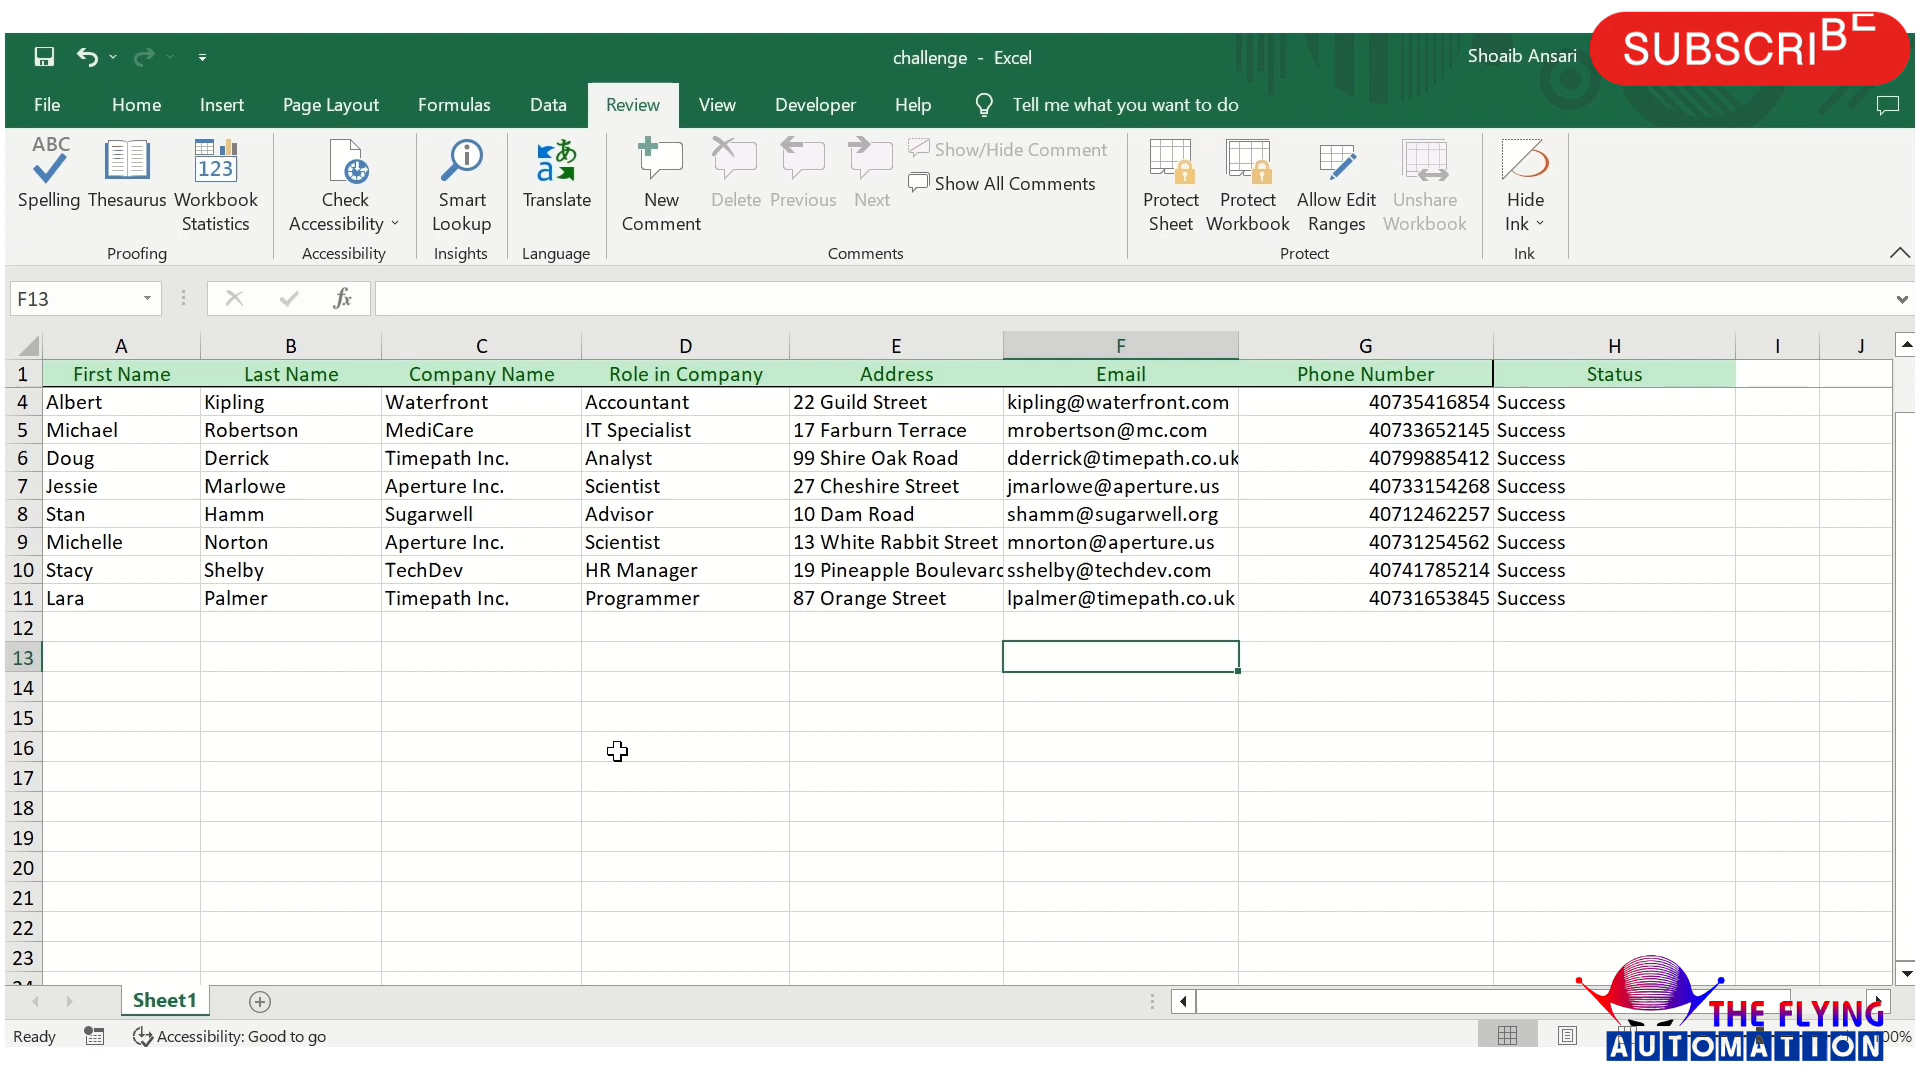 SUBSCRIBE
challenge - Excel
Shoaib Ansari
File Home Insert Page Layout Formulas Data Review View Developer Help Tell me what you want to do
ABC
123
Spelling Thesaurus Workbook Statistics
Check Accessibility
Smart Lookup
Translate
New Comment
Delete Previous Next
Show/Hide Comment
Show All Comments
Protect Sheet
Protect Workbook
Allow Edit Ranges
Unshare Workbook
Hide Ink
Proofing Accessibility Insights Language Comments Protect Ink
F13 fx
A B C D E F G H I J
1 First Name Last Name Company Name Role in Company Address Email Phone Number Status
4 Albert Kipling Waterfront Accountant 22 Guild Street kipling@waterfront.com 40735416854 Success
5 Michael Robertson MediCare IT Specialist 17 Farburn Terrace mrobertson@mc.com 40733652145 Success
6 Doug Derrick Timepath Inc. Analyst 99 Shire Oak Road dderrick@timepath.co.uk 40799885412 Success
7 Jessie Marlowe Aperture Inc. Scientist 27 Cheshire Street jmarlowe@aperture.us 40733154268 Success
8 Stan Hamm Sugarwell Advisor 10 Dam Road shamm@sugarwell.org 40712462257 Success
9 Michelle Norton Aperture Inc. Scientist 13 White Rabbit Street mnorton@aperture.us 40731254562 Success
10 Stacy Shelby TechDev HR Manager 19 Pineapple Boulevard sshelby@techdev.com 40741785214 Success
11 Lara Palmer Timepath Inc. Programmer 87 Orange Street lpalmer@timepath.co.uk 40731653845 Success
12
13
14
15
16
17
18
19
20
21
22
23
Sheet1
THE FLYING
AUTOMATION
Ready Accessibility: Good to go